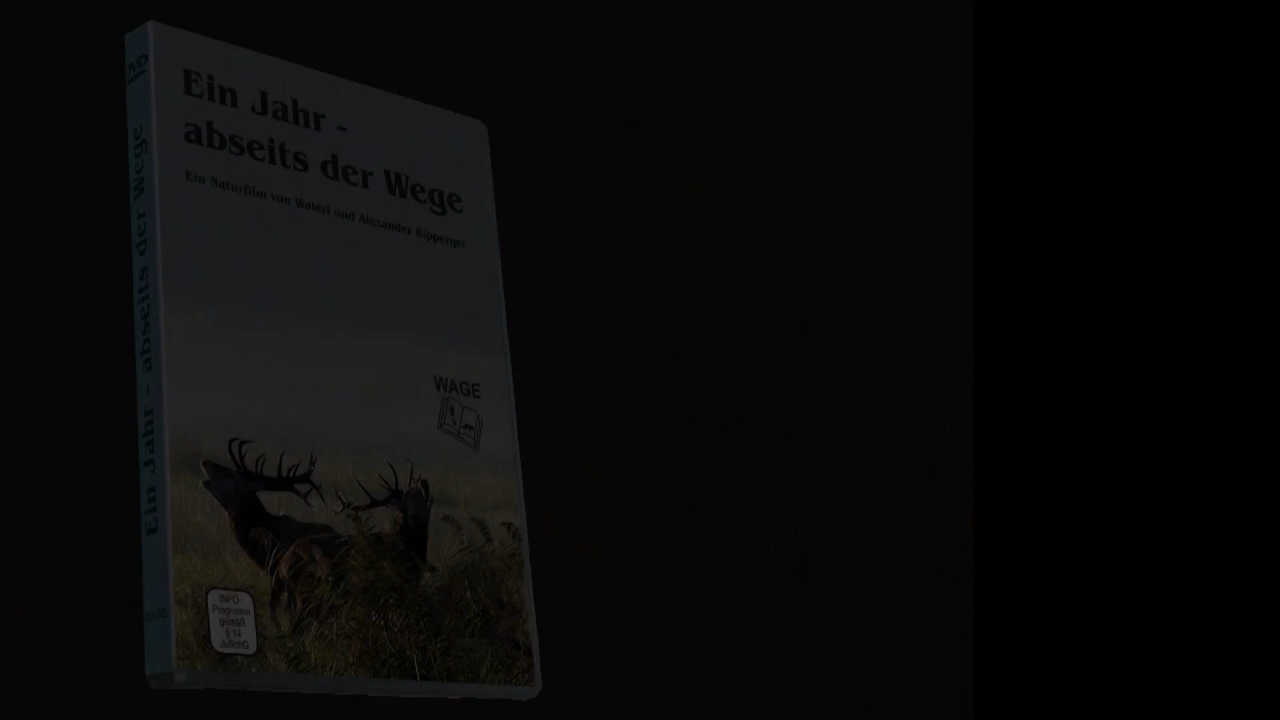 DVD
Ein Jahr - abseits der Wege
WAGE
Ein Jahr -
abseits der Wege
Ein Naturfilm von Waterl und Alexander Ripperger
WAGE
INFO-
Programm
gemäß
§ 14
JuSchG